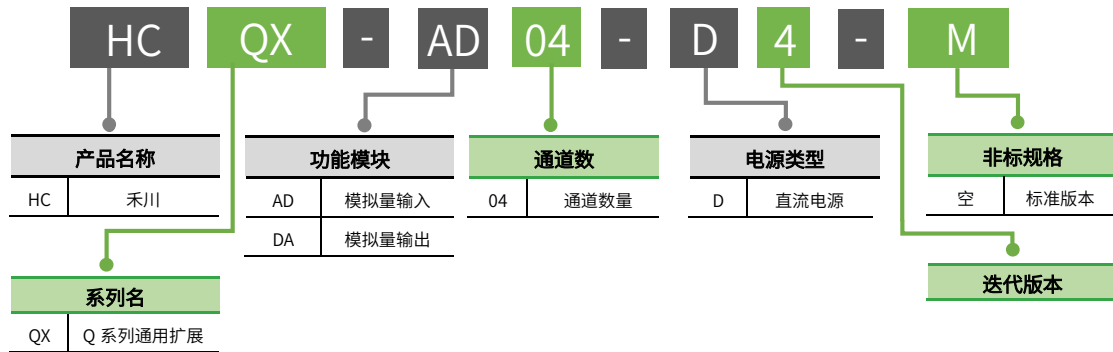 HC QX - AD 04 - D 4 - M
产品名称
HC 禾川
功能模块
AD 模拟量输入
DA 模拟量输出
通道数
04 通道数量
电源类型
D 直流电源
非标规格
空 标准版本
系列名
QX Q 系列通用扩展
迭代版本